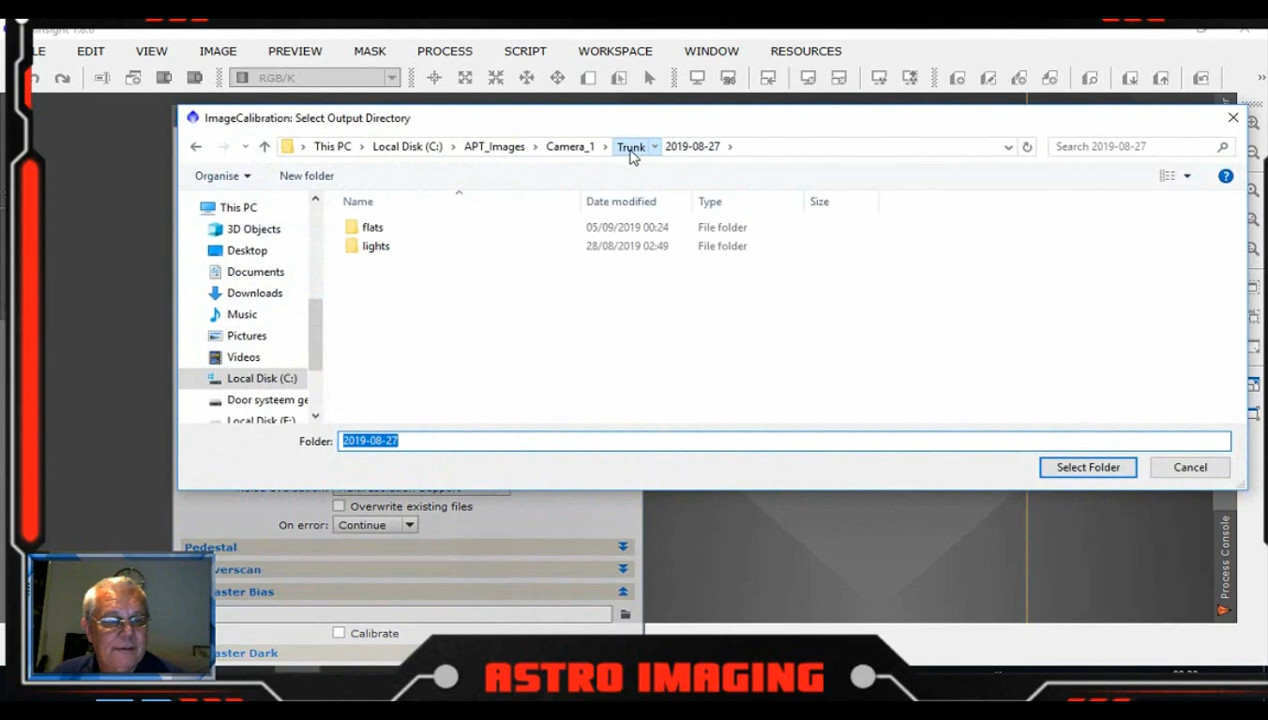 EDIT VIEW IMAGE PREVIEW MASK PROCESS SCRIPT WORKSPACE WINDOW RESOURCES
RGB/K
ImageCalibration: Select Output Directory
This PC > Local Disk (C:) > APT_Images > Camera_1 > Trunk 2019-08-27 >
Search 2019-08-27
Organise
New folder
Name Date modified Type Size
This PC
3D Objects
Desktop
Documents
Downloads
Music
Pictures
Videos
Local Disk (C:)
Door systeem ge
Local Disk (E:)
flats 05/09/2019 00:24 File folder
lights 28/08/2019 02:49 File folder
Folder: 2019-08-27
Select Folder Cancel
Overwrite existing files
On error: Continue
Pedestal
verscan
aster Bias
Calibrate
aster Dark
Process Console
ASTRO IMAGING